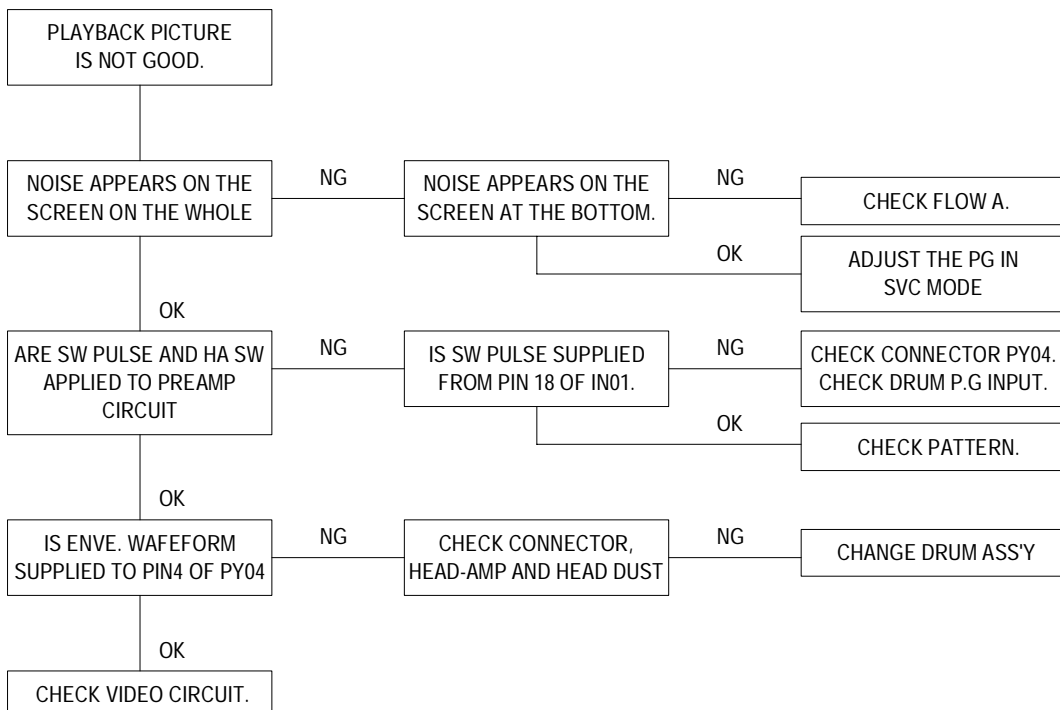 PLAYBACK PICTURE
IS NOT GOOD.
NOISE APPEARS ON THE
SCREEN ON THE WHOLE
NG
NOISE APPEARS ON THE
SCREEN AT THE BOTTOM.
NG
CHECK FLOW A.
OK
ADJUST THE PG IN
SVC MODE
OK
ARE SW PULSE AND HA SW
APPLIED TO PREAMP
CIRCUIT
NG
IS SW PULSE SUPPLIED
FROM PIN 18 OF IN01.
NG
CHECK CONNECTOR PY04.
CHECK DRUM P.G INPUT.
OK
CHECK PATTERN.
OK
IS ENVE. WAFEFORM
SUPPLIED TO PIN4 OF PY04
NG
CHECK CONNECTOR,
HEAD-AMP AND HEAD DUST
NG
CHANGE DRUM ASS'Y
OK
CHECK VIDEO CIRCUIT.